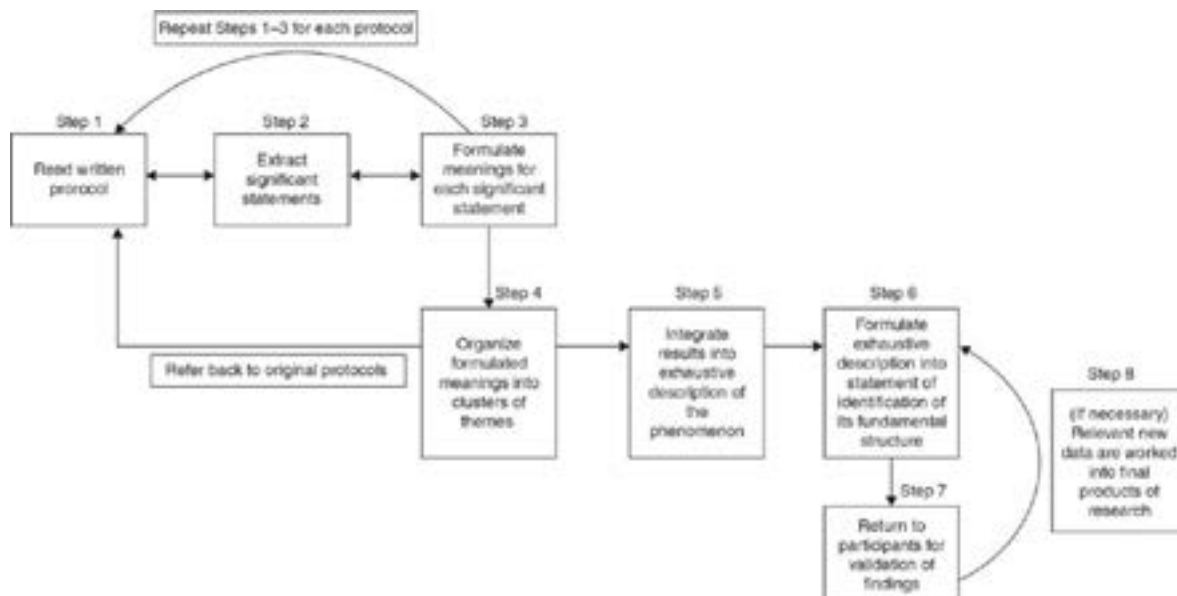 Repeat Steps 1–3 for each protocol
Step 1
Read written
protocol
Step 2
Extract
significant
statements
Step 3
Formulate
meanings for
each significant
statement
Step 4
Organize
formulated
meanings into
clusters of
themes
Refer back to original protocols
Step 5
Integrate
results into
exhaustive
description of
the
phenomenon
Step 6
Formulate
exhaustive
description into
statement of
identification of
its fundamental
structure
Step 7
Return to
participants for
validation of
findings
Step 8
(If necessary)
Relevant new
data are worked
into final
products of
research